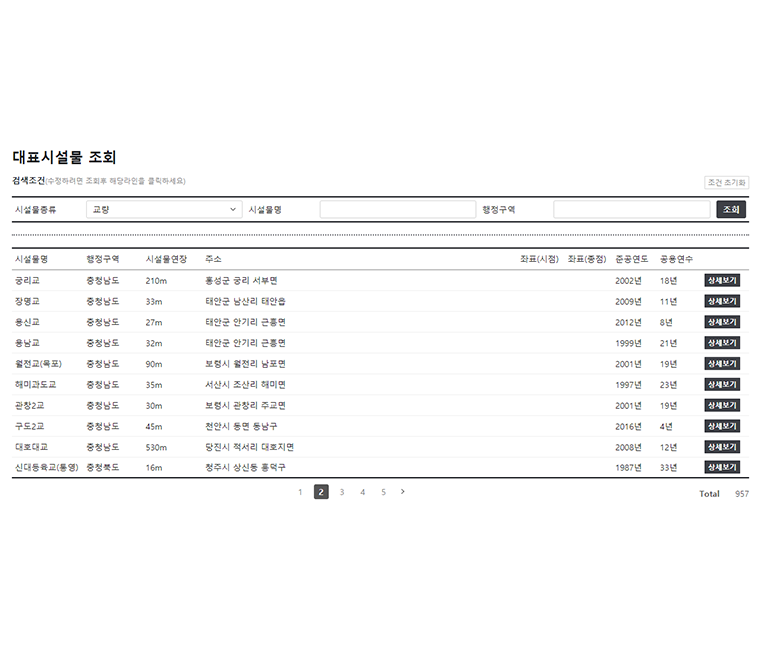 대표시설물 조회
검색조건(수정하려면 조회후 해당라인을 클릭하세요) 조건 초기화
시설물종류 교량 시설물명 행정구역 조회
시설물명 행정구역 시설물연장 주소 좌표(시점) 좌표(종점) 준공연도 공용연수
궁리교 충청남도 210m 홍성군 궁리 서부면 2002년 18년 상세보기
장명교 충청남도 33m 태안군 남산리 태안읍 2009년 11년 상세보기
용신교 충청남도 27m 태안군 안기리 근흥면 2012년 8년 상세보기
용남교 충청남도 32m 태안군 안기리 근흥면 1999년 21년 상세보기
월전교(목포) 충청남도 90m 보령시 월전리 남포면 2001년 19년 상세보기
해미과도교 충청남도 35m 서산시 조산리 해미면 1997년 23년 상세보기
관창2교 충청남도 30m 보령시 관창리 주교면 2001년 19년 상세보기
구도2교 충청남도 45m 천안시 동면 동남구 2016년 4년 상세보기
대호대교 충청남도 530m 당진시 적서리 대호지면 2008년 12년 상세보기
신대등육교(통영) 충청북도 16m 청주시 상신동 흥덕구 1987년 33년 상세보기
1 2 3 4 5 > Total 957